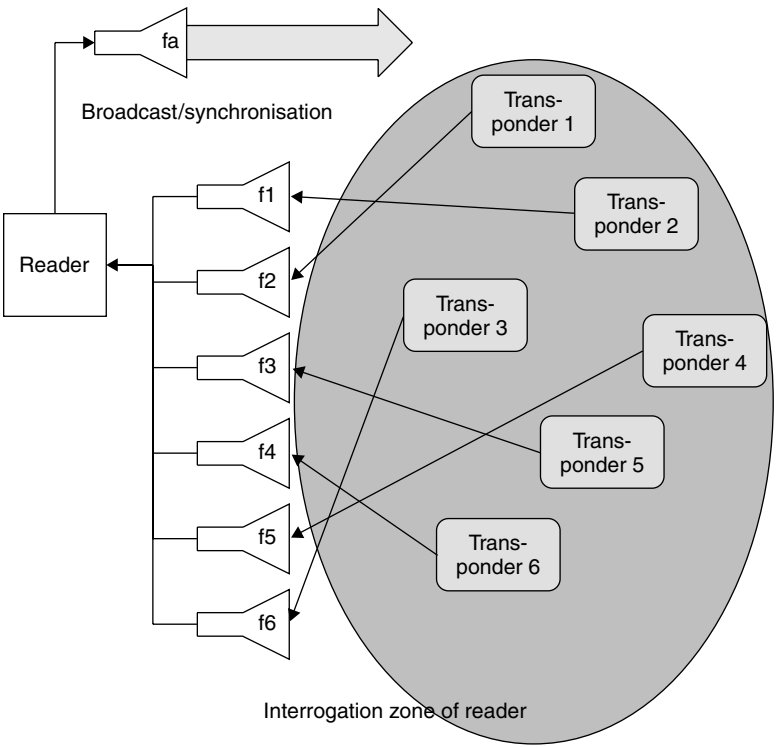 fa
Broadcast/synchronisation
Trans-
ponder 1
f1
Trans-
ponder 2
Reader
f2
Trans-
ponder 3
f3
Trans-
ponder 4
f4
Trans-
ponder 5
f5
Trans-
ponder 6
f6
Interrogation zone of reader